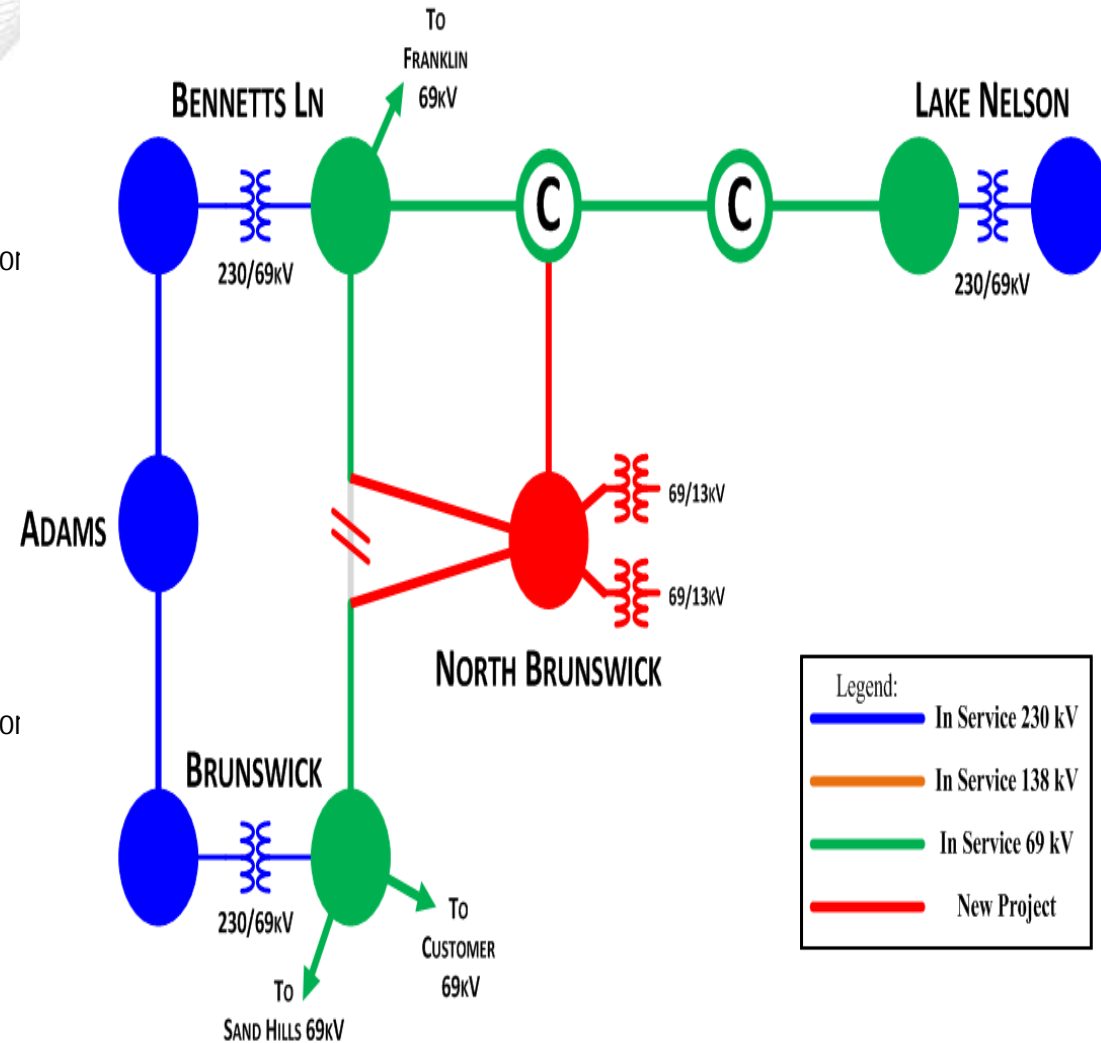 To
Franklin
69kV
Bennetts Ln
Lake Nelson
C
C
230/69kV
230/69kV
or
69/13kV
Adams
69/13kV
North Brunswick
Legend:
In Service 230 kV
In Service 138 kV
In Service 69 kV
New Project
or
Brunswick
230/69kV
To
Customer
69kV
To
Sand Hills 69kV